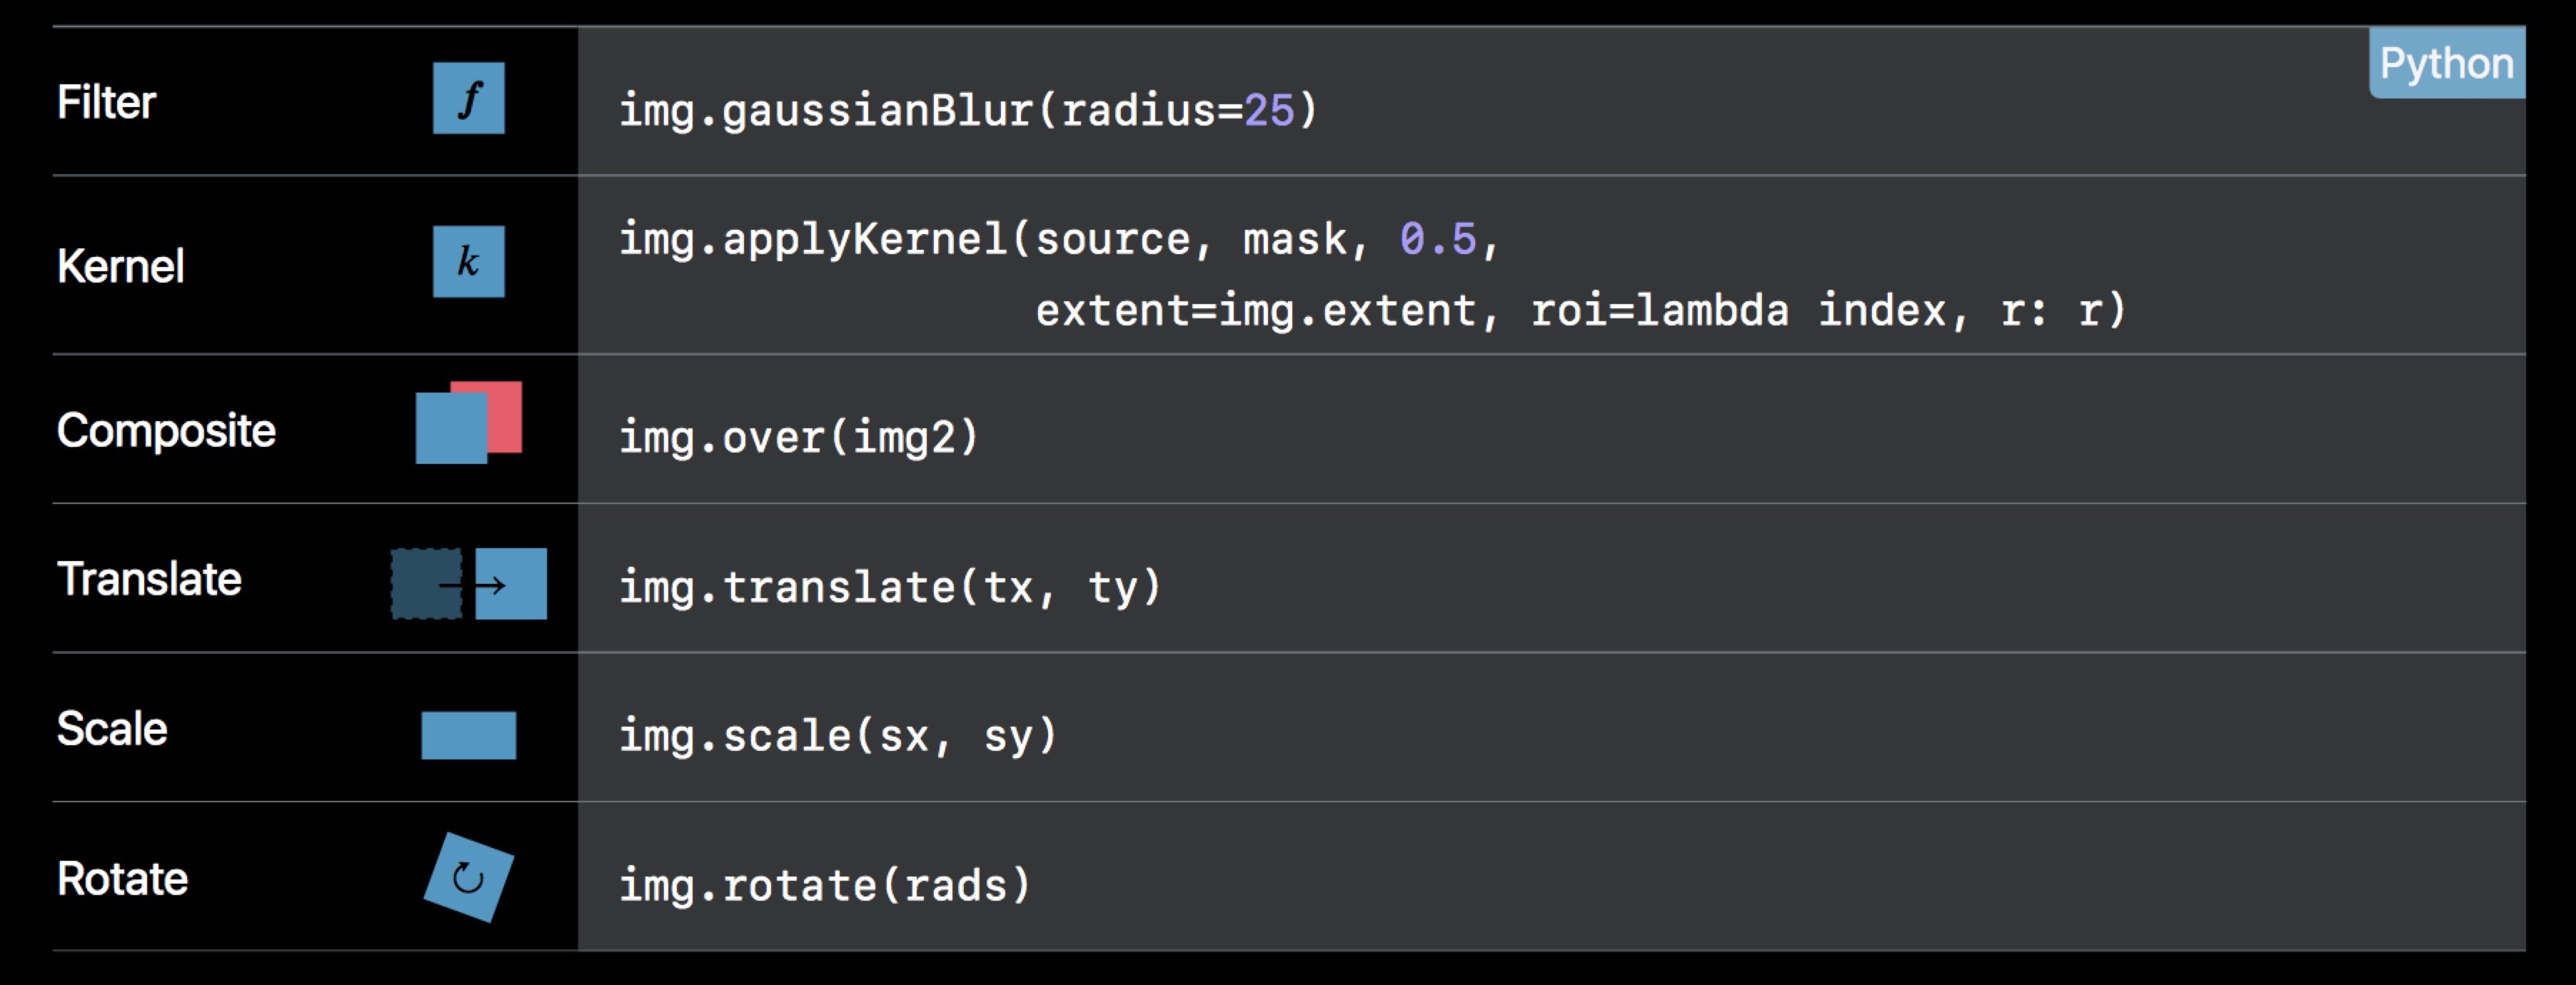 Python
Filter f img.gaussianBlur(radius=25)
Kernel k img.applyKernel(source, mask, 0.5,
extent=img.extent, roi=lambda index, r: r)
Composite img.over(img2)
Translate img.translate(tx, ty)
Scale img.scale(sx, sy)
Rotate img.rotate(rads)